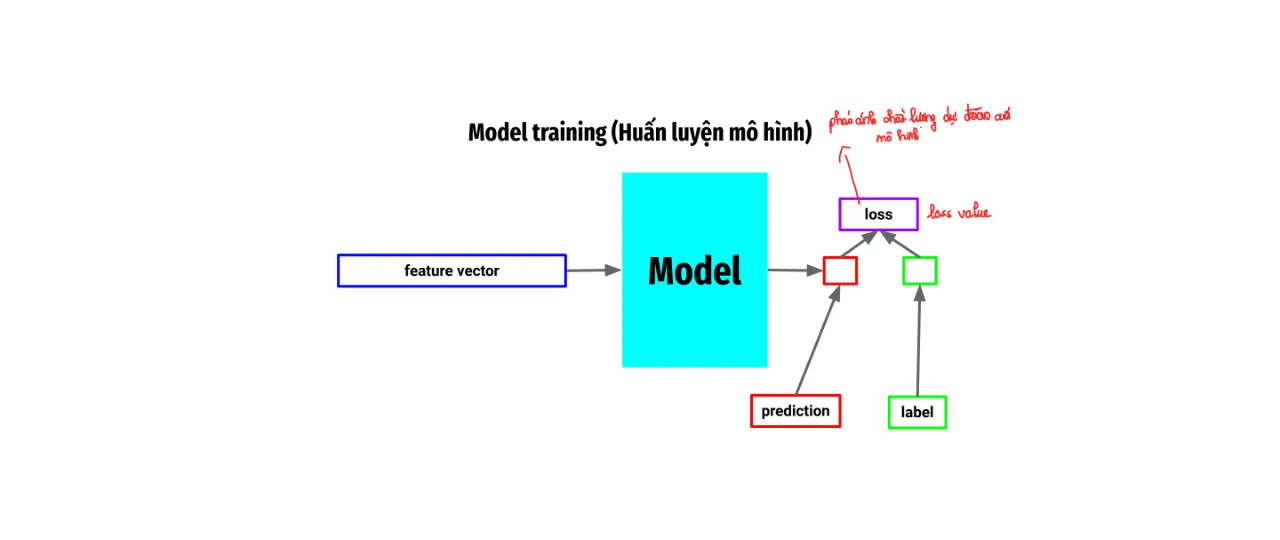 Model training (Huấn luyện mô hình)
phản ánh chất lượng dự đoán của
mô hình
loss
loss value
feature vector
Model
prediction
label